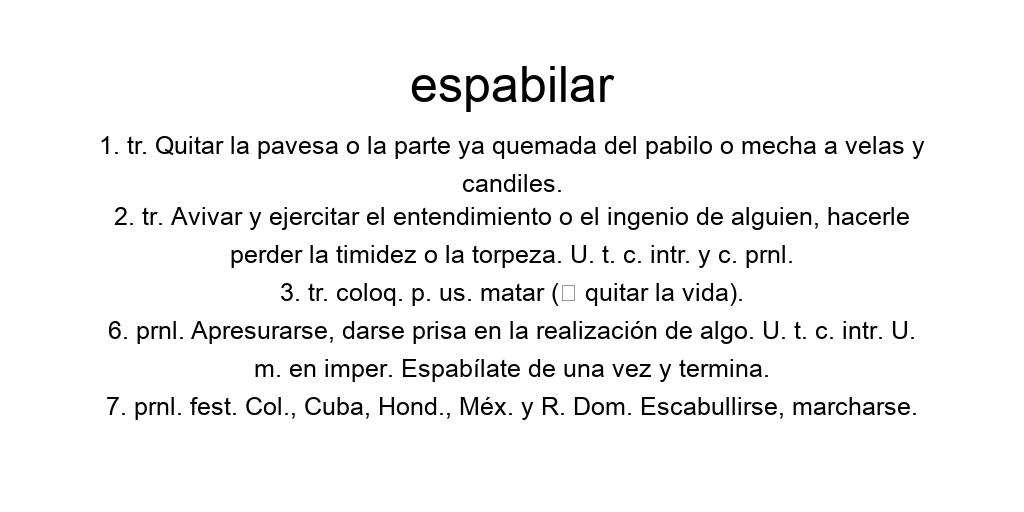 espabilar
1. tr. Quitar la pavesa o la parte ya quemada del pabilo o mecha a velas y
candiles.
2. tr. Avivar y ejercitar el entendimiento o el ingenio de alguien, hacerle
perder la timidez o la torpeza. U. t. c. intr. y c. prnl.
3. tr. coloq. p. us. matar (▯ quitar la vida).
6. prnl. Apresurarse, darse prisa en la realización de algo. U. t. c. intr. U.
m. en imper. Espabílate de una vez y termina.
7. prnl. fest. Col., Cuba, Hond., Méx. y R. Dom. Escabullirse, marcharse.